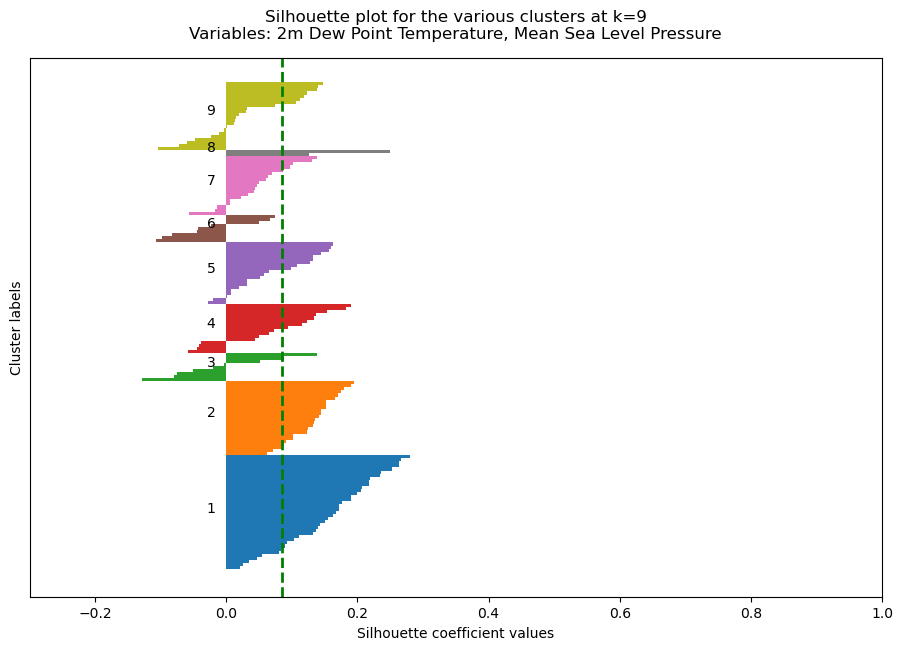 Silhouette plot for the various clusters at k=9
Variables: 2m Dew Point Temperature, Mean Sea Level Pressure
Cluster labels
9
8
7
6
5
4
3
2
1
−0.2 0.0 0.2 0.4 0.6 0.8 1.0
Silhouette coefficient values